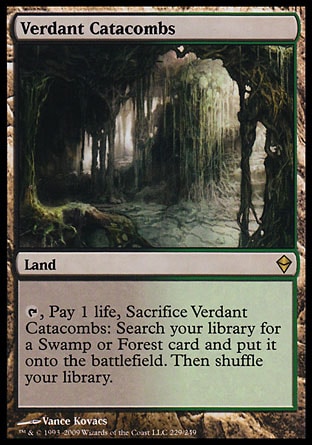 Verdant Catacombs
Land
, Pay 1 life, Sacrifice Verdant
Catacombs: Search your library for
a Swamp or Forest card and put it
onto the battlefield. Then shuffle
your library.
Vance Kovacs
™ & © 1993–2009 Wizards of the Coast LLC 229/249